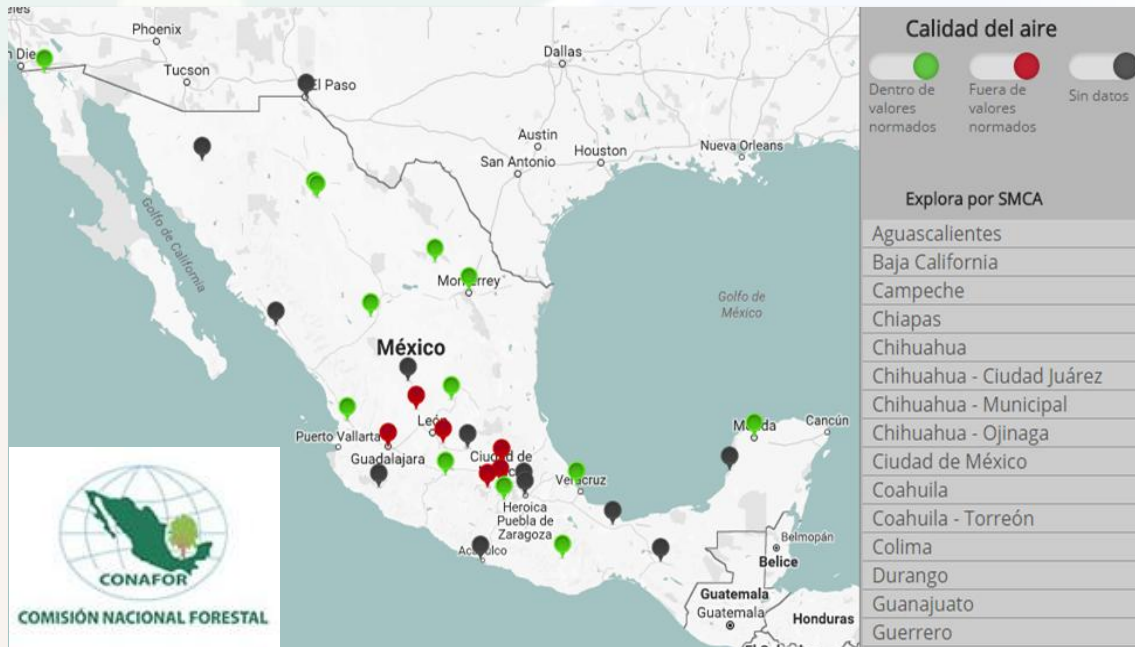 Phoenix
Tucson
El Paso
Dallas
Austin
San Antonio
Houston
Nueva Orleans
Golfo de
California
Monterrey
Golfo de
México
México
León
Puerto Vallarta
Guadalajara
Ciudad de
Veracruz
Heroica
Puebla de
Zaragoza
Acapulco
Mérida
Cancún
Belmopán
Belice
Guatemala
Guatemala
Honduras
CONAFOR
COMISIÓN NACIONAL FORESTAL
Calidad del aire
Dentro de
valores
normados
Fuera de
valores
normados
Sin datos
Explora por SMCA
Aguascalientes
Baja California
Campeche
Chiapas
Chihuahua
Chihuahua - Ciudad Juárez
Chihuahua - Municipal
Chihuahua - Ojinaga
Ciudad de México
Coahuila
Coahuila - Torreón
Colima
Durango
Guanajuato
Guerrero